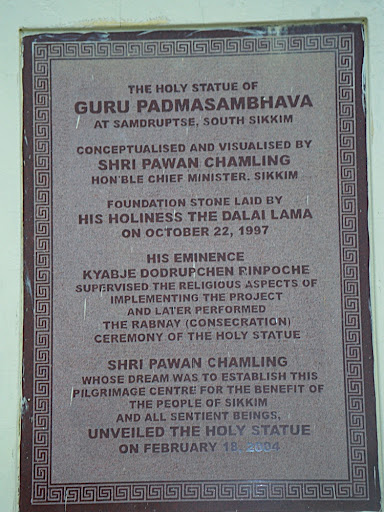 THE HOLY STATUE OF
GURU PADMASAMBHAVA
AT SAMDRUPTSE, SOUTH SIKKIM
CONCEPTUALISED AND VISUALISED BY
SHRI PAWAN CHAMLING
HON'BLE CHIEF MINISTER. SIKKIM
FOUNDATION STONE LAID BY
HIS HOLINESS THE DALAI LAMA
ON OCTOBER 22, 1997
HIS EMINENCE
KYABJE DODRUPCHEN RINPOCHE
SUPERVISED THE RELIGIOUS ASPECTS OF
IMPLEMENTING THE PROJECT
AND LATER PERFORMED
THE RABNAY (CONSECRATION)
CEREMONY OF THE HOLY STATUE
SHRI PAWAN CHAMLING
WHOSE DREAM WAS TO ESTABLISH THIS
PILGRIMAGE CENTRE FOR THE BENEFIT OF
THE PEOPLE OF SIKKIM
AND ALL SENTIENT BEINGS,
UNVEILED THE HOLY STATUE
ON FEBRUARY 18, 2004